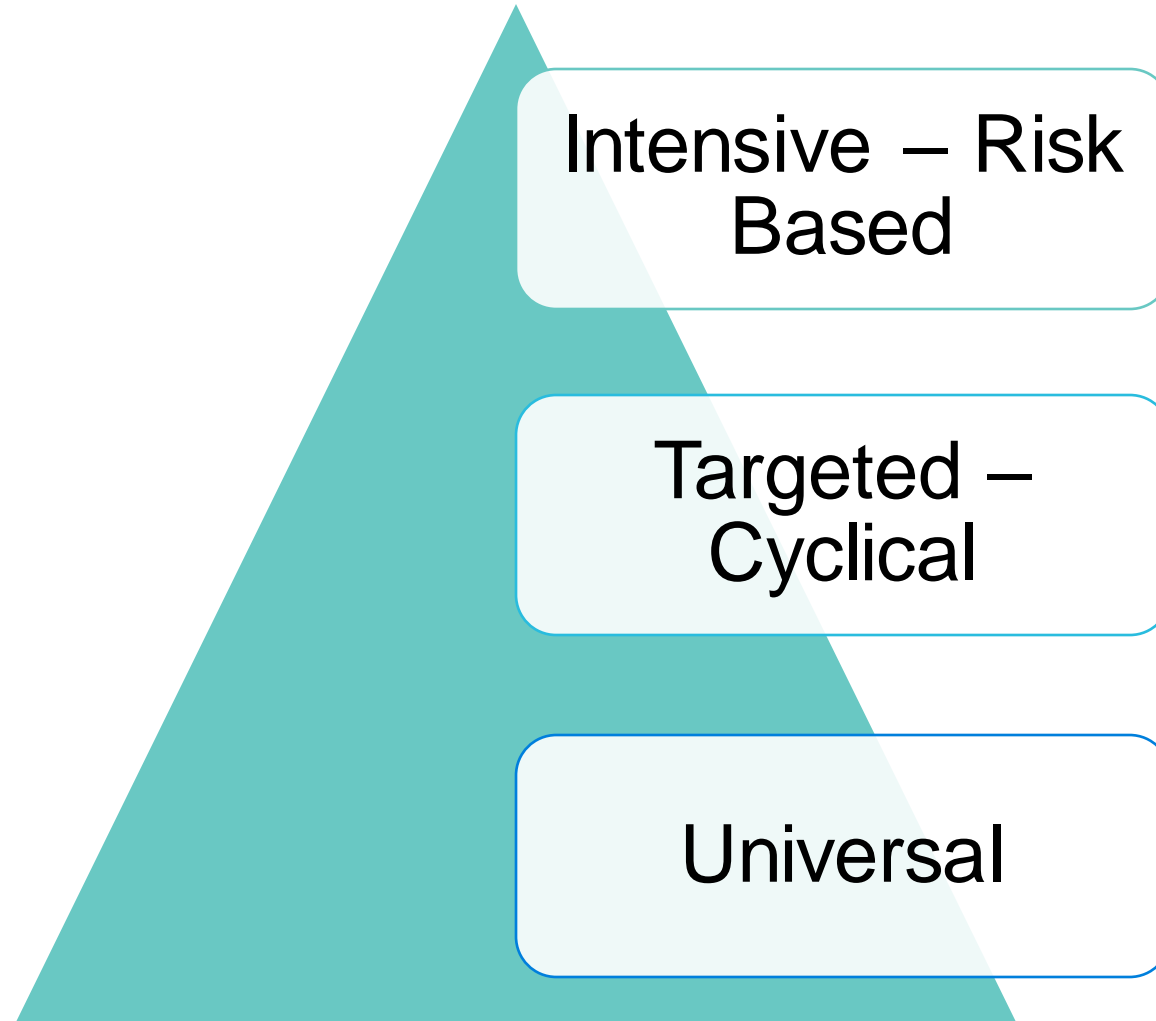 Intensive – Risk
Based
Targeted –
Cyclical
Universal